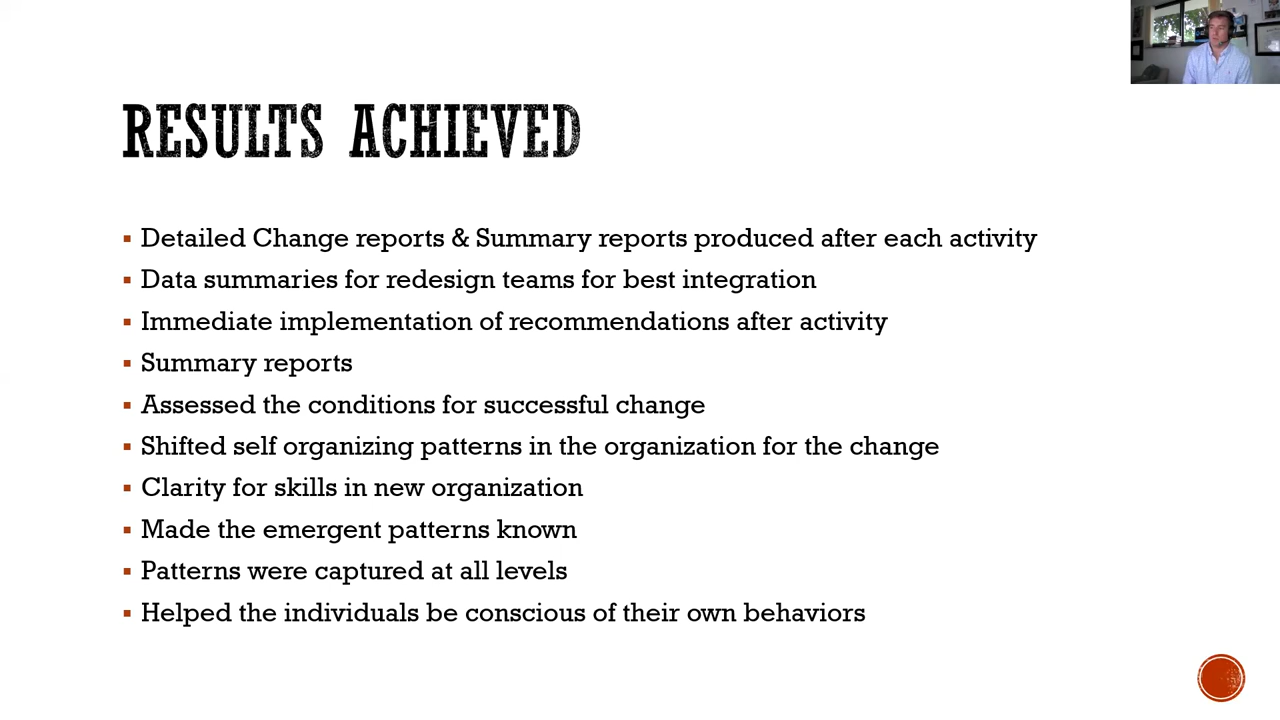 RESULTS ACHIEVED
Detailed Change reports & Summary reports produced after each activity
Data summaries for redesign teams for best integration
Immediate implementation of recommendations after activity
Summary reports
Assessed the conditions for successful change
Shifted self organizing patterns in the organization for the change
Clarity for skills in new organization
Made the emergent patterns known
Patterns were captured at all levels
Helped the individuals be conscious of their own behaviors